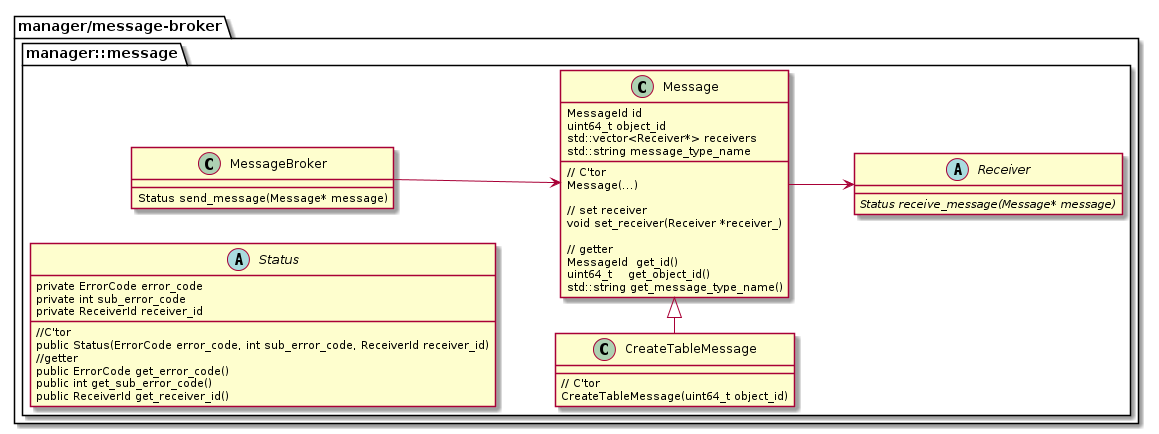 manager/message-broker
manager::message
C Message
MessageId id
uint64_t object_id
std::vector<Receiver*> receivers
std::string message_type_name
// C'tor
Message(...)
// set receiver
void set_receiver(Receiver *receiver_)
// getter
MessageId get_id()
uint64_t get_object_id()
std::string get_message_type_name()
C MessageBroker
Status send_message(Message* message)
A Receiver
Status receive_message(Message* message)
A Status
private ErrorCode error_code
private int sub_error_code
private ReceiverId receiver_id
//C'tor
public Status(ErrorCode error_code, int sub_error_code, ReceiverId receiver_id)
//getter
public ErrorCode get_error_code()
public int get_sub_error_code()
public ReceiverId get_receiver_id()
C CreateTableMessage
// C'tor
CreateTableMessage(uint64_t object_id)